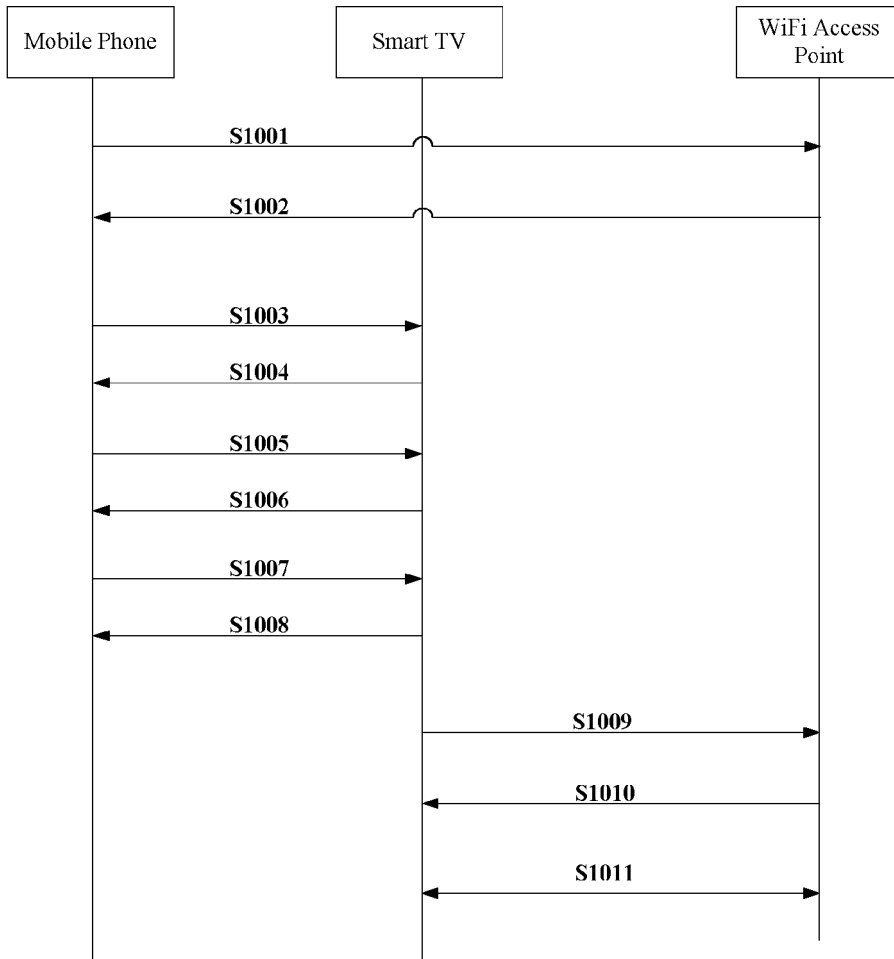 Mobile Phone
Smart TV
WiFi Access
Point
S1001
S1002
S1003
S1004
S1005
S1006
S1007
S1008
S1009
S1010
S1011